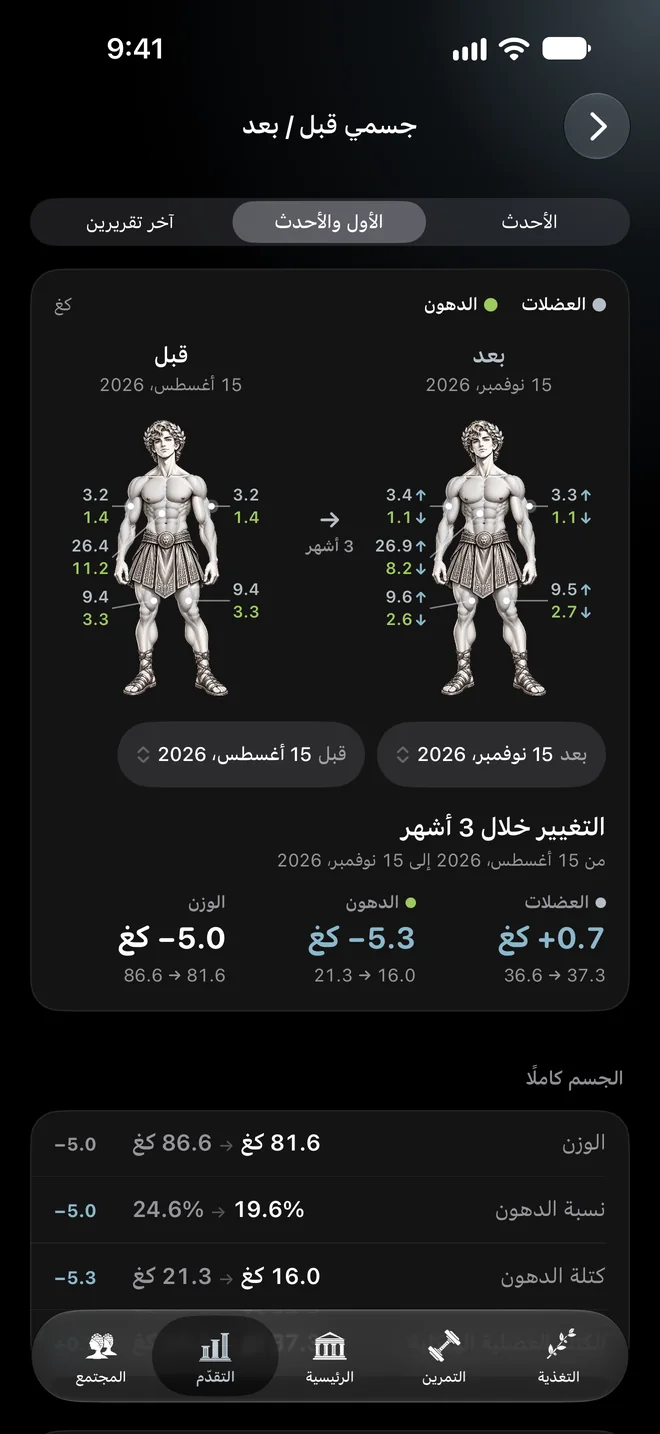 9:41
جسمي قبل / بعد
الأحدث
الأول والأحدث
آخر تقريرين
العضلات
الدهون
كغ
بعد
15 نوفمبر، 2026
قبل
15 أغسطس، 2026
3.3↑
1.1↓
3.4↑
1.1↓
26.9↑
8.2↓
9.5↑
2.7↓
9.6↑
2.6↓
→
3 أشهر
3.2
1.4
3.2
1.4
26.4
11.2
9.4
3.3
9.4
3.3
بعد 15 نوفمبر، 2026
قبل 15 أغسطس، 2026
التغيير خلال 3 أشهر
من 15 أغسطس، 2026 إلى 15 نوفمبر، 2026
العضلات
+0.7 كغ
36.6 → 37.3
الدهون
−5.3 كغ
21.3 → 16.0
الوزن
−5.0 كغ
86.6 → 81.6
الجسم كاملًا
الوزن
86.6 كغ → 81.6 كغ
−5.0
نسبة الدهون
24.6% → 19.6%
−5.0
كتلة الدهون
21.3 كغ → 16.0 كغ
−5.3
التغذية
التمرين
الرئيسية
التقدّم
المجتمع